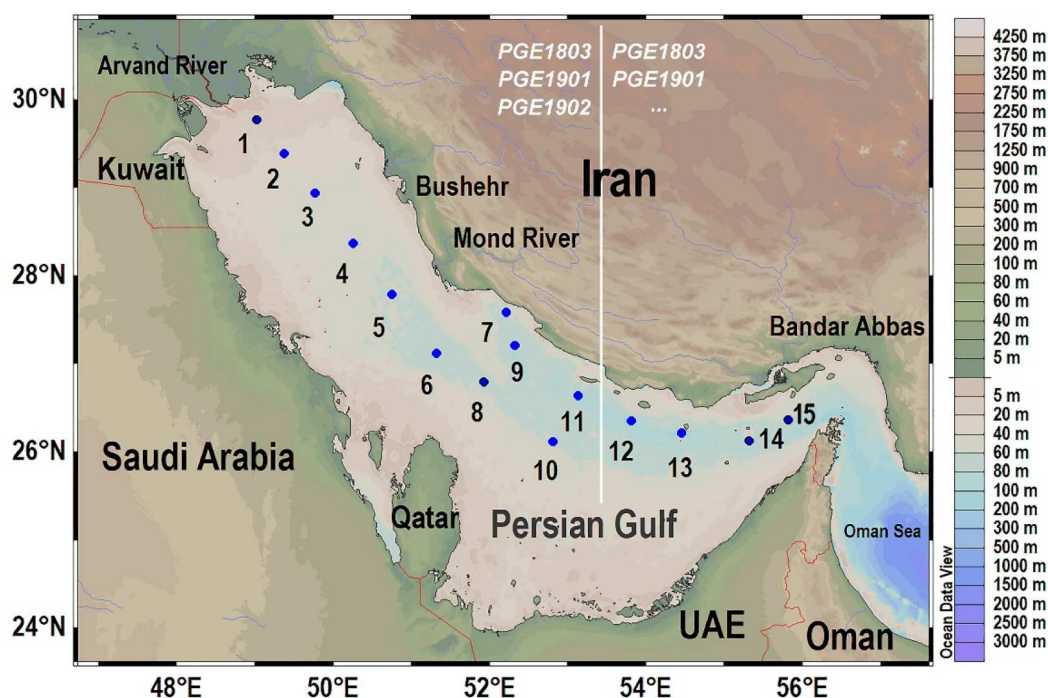 PGE1803
PGE1901
PGE1902
PGE1803
PGE1901
...
Arvand River
30°N
Kuwait
1
2
3
Bushehr
Iran
Mond River
28°N
4
5
6
7
8
9
10
11
12
13
14
15
Bandar Abbas
26°N
Saudi Arabia
Qatar
Persian Gulf
Oman Sea
24°N
UAE
Oman
48°E
50°E
52°E
54°E
56°E
4250 m
3750 m
3250 m
2750 m
2250 m
1750 m
1250 m
900 m
700 m
500 m
300 m
200 m
100 m
80 m
60 m
40 m
20 m
5 m
5 m
20 m
40 m
60 m
80 m
100 m
200 m
300 m
500 m
1000 m
1500 m
2000 m
2500 m
3000 m
Ocean Data View